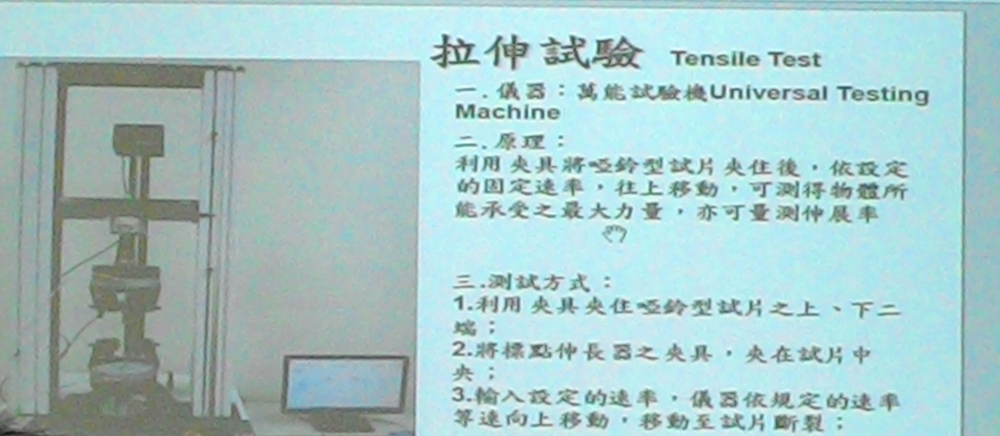 拉伸試驗 Tensile Test
一.儀器：萬能試驗機Universal Testing
Machine
二.原理：
利用夾具將啞鈴型試片夾住後，依設定
的固定速率，往上移動，可測得物體所
能承受之最大力量，亦可量測伸展率
三.測試方式：
1.利用夾具夾住啞鈴型試片之上、下二
端；
2.將標點伸長器之夾具，夾在試片中
央；
3.輸入設定的速率，儀器依規定的速率
等速向上移動，移動至試片斷裂；